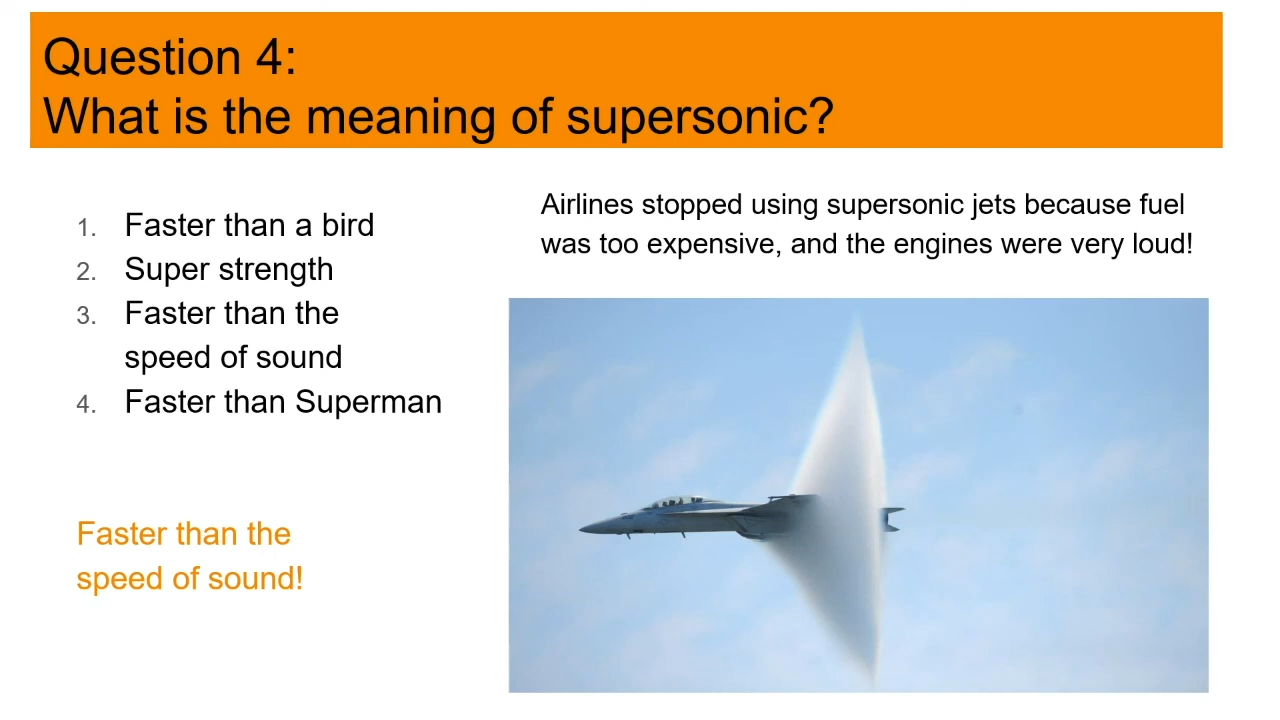 Question 4:
What is the meaning of supersonic?
1. Faster than a bird
2. Super strength
3. Faster than the
speed of sound
4. Faster than Superman
Faster than the
speed of sound!
Airlines stopped using supersonic jets because fuel
was too expensive, and the engines were very loud!